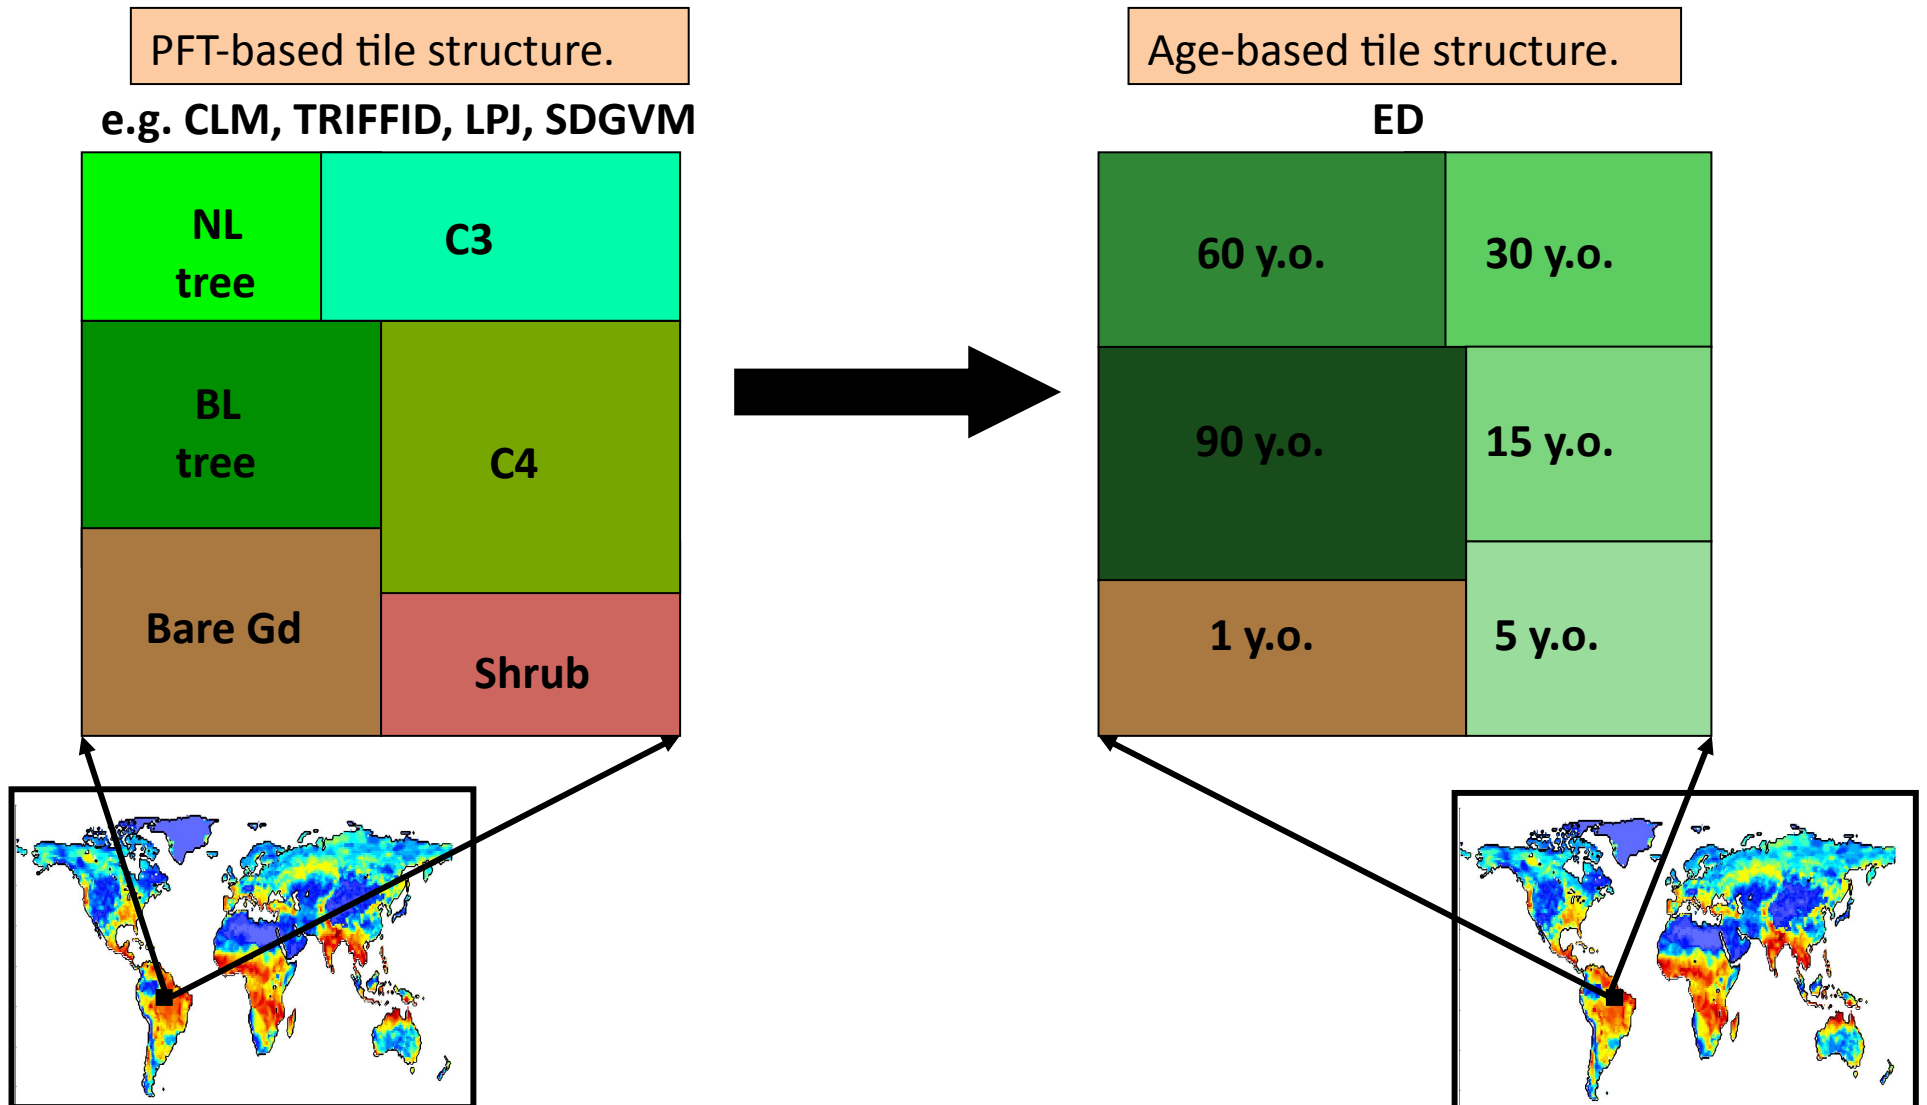 PFT-based tile structure.
Age-based tile structure.
e.g. CLM, TRIFFID, LPJ, SDGVM
ED
NL
tree
C3
BL
tree
C4
Bare Gd
Shrub
60 y.o.
30 y.o.
90 y.o.
15 y.o.
1 y.o.
5 y.o.